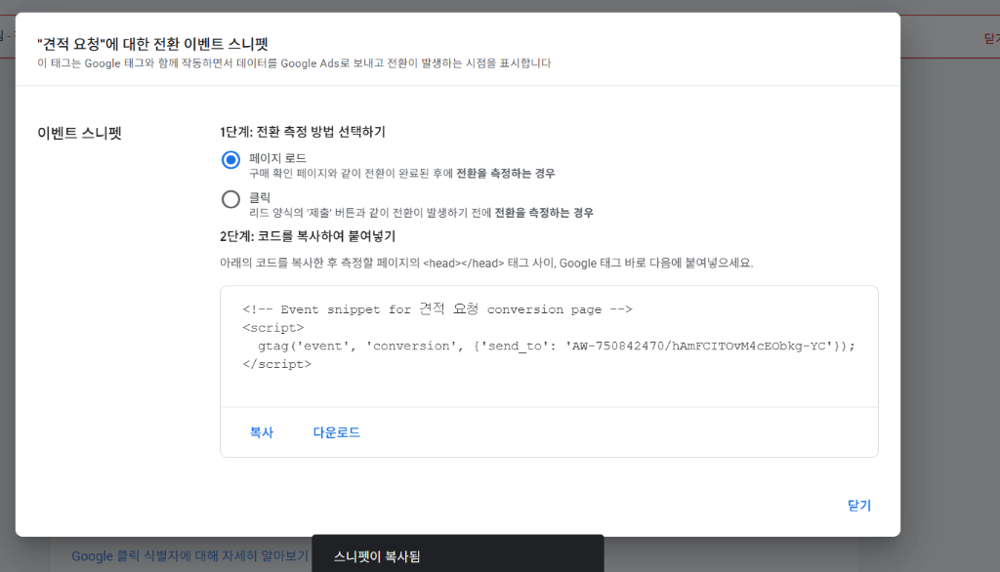 닫기
"견적 요청"에 대한 전환 이벤트 스니펫
이 태그는 Google 태그와 함께 작동하면서 데이터를 Google Ads로 보내고 전환이 발생하는 시점을 표시합니다
이벤트 스니펫
1단계: 전환 측정 방법 선택하기
페이지 로드
구매 확인 페이지와 같이 전환이 완료된 후에 전환을 측정하는 경우
클릭
리드 양식의 '제출' 버튼과 같이 전환이 발생하기 전에 전환을 측정하는 경우
2단계: 코드를 복사하여 붙여넣기
아래의 코드를 복사한 후 측정할 페이지의 <head></head> 태그 사이, Google 태그 바로 다음에 붙여넣으세요.
<!-- Event snippet for 견적 요청 conversion page -->
<script>
gtag('event', 'conversion', {'send_to': 'AW-750842470/hAmFCITOvM4cEObkg-YC'});
</script>
복사 다운로드
닫기
Google 클릭 식별자에 대해 자세히 알아보기
스니펫이 복사됨